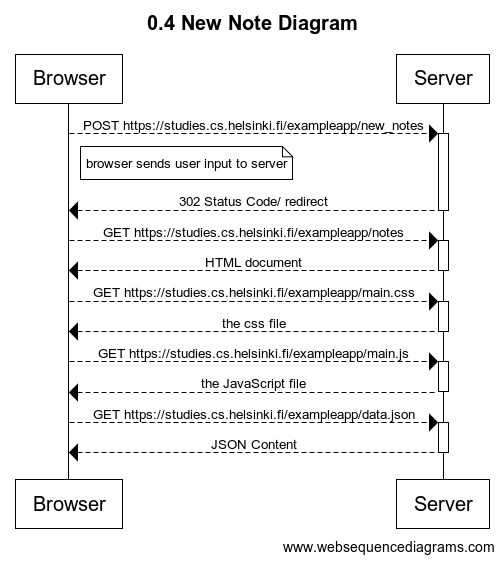 0.4 New Note Diagram
Browser
Server
POST https://studies.cs.helsinki.fi/exampleapp/new_notes
browser sends user input to server
302 Status Code/ redirect
GET https://studies.cs.helsinki.fi/exampleapp/notes
HTML document
GET https://studies.cs.helsinki.fi/exampleapp/main.css
the css file
GET https://studies.cs.helsinki.fi/exampleapp/main.js
the JavaScript file
GET https://studies.cs.helsinki.fi/exampleapp/data.json
JSON Content
Browser
Server
www.websequencediagrams.com